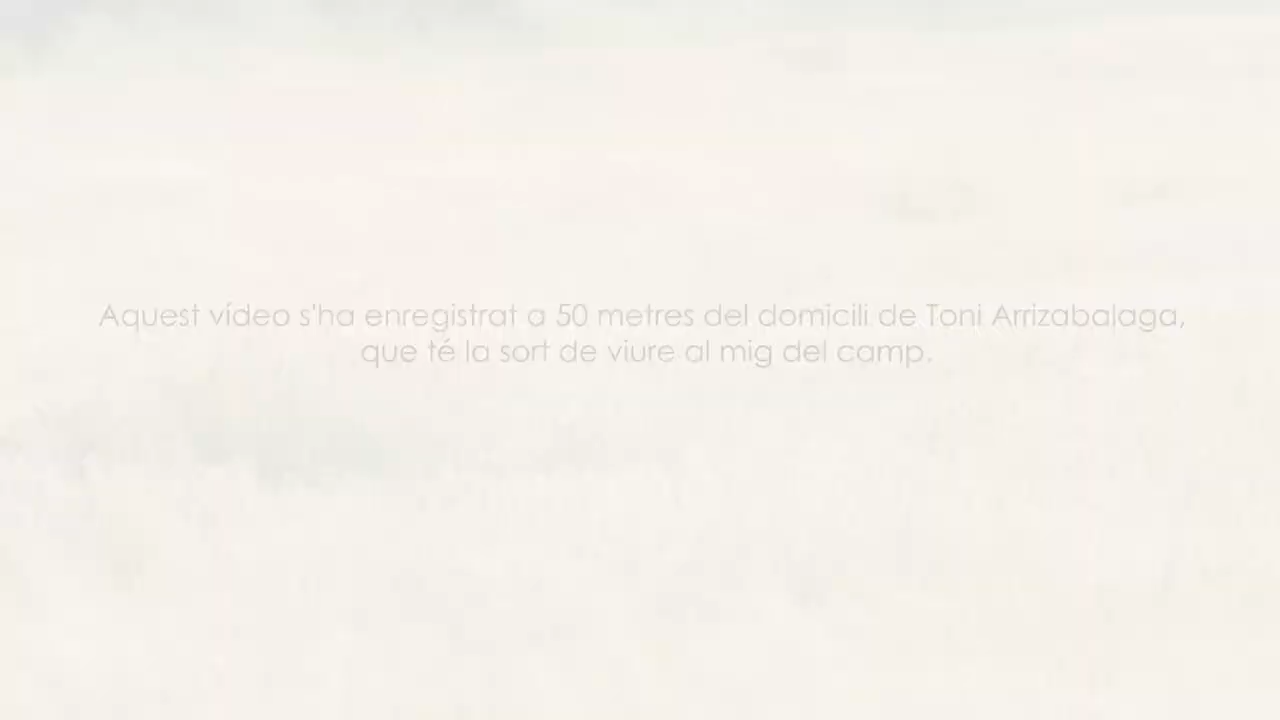 Aquest vídeo s'ha enregistrat a 50 metres del domicili de Toni Arrizabalaga,
que té la sort de viure al mig del camp.